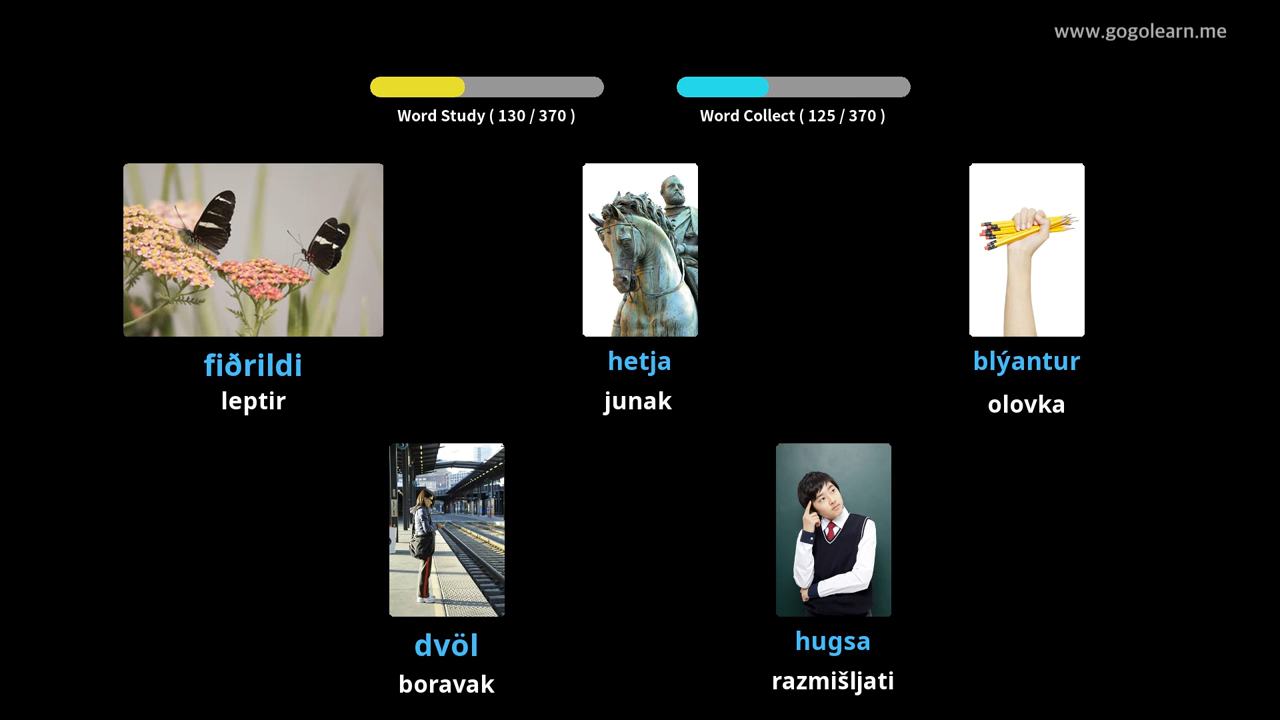 www.gogolearn.me
Word Study ( 130 / 370 )
Word Collect ( 125 / 370 )
fiðrildi
leptir
hetja
junak
blýantur
olovka
dvöl
boravak
hugsa
razmišljati